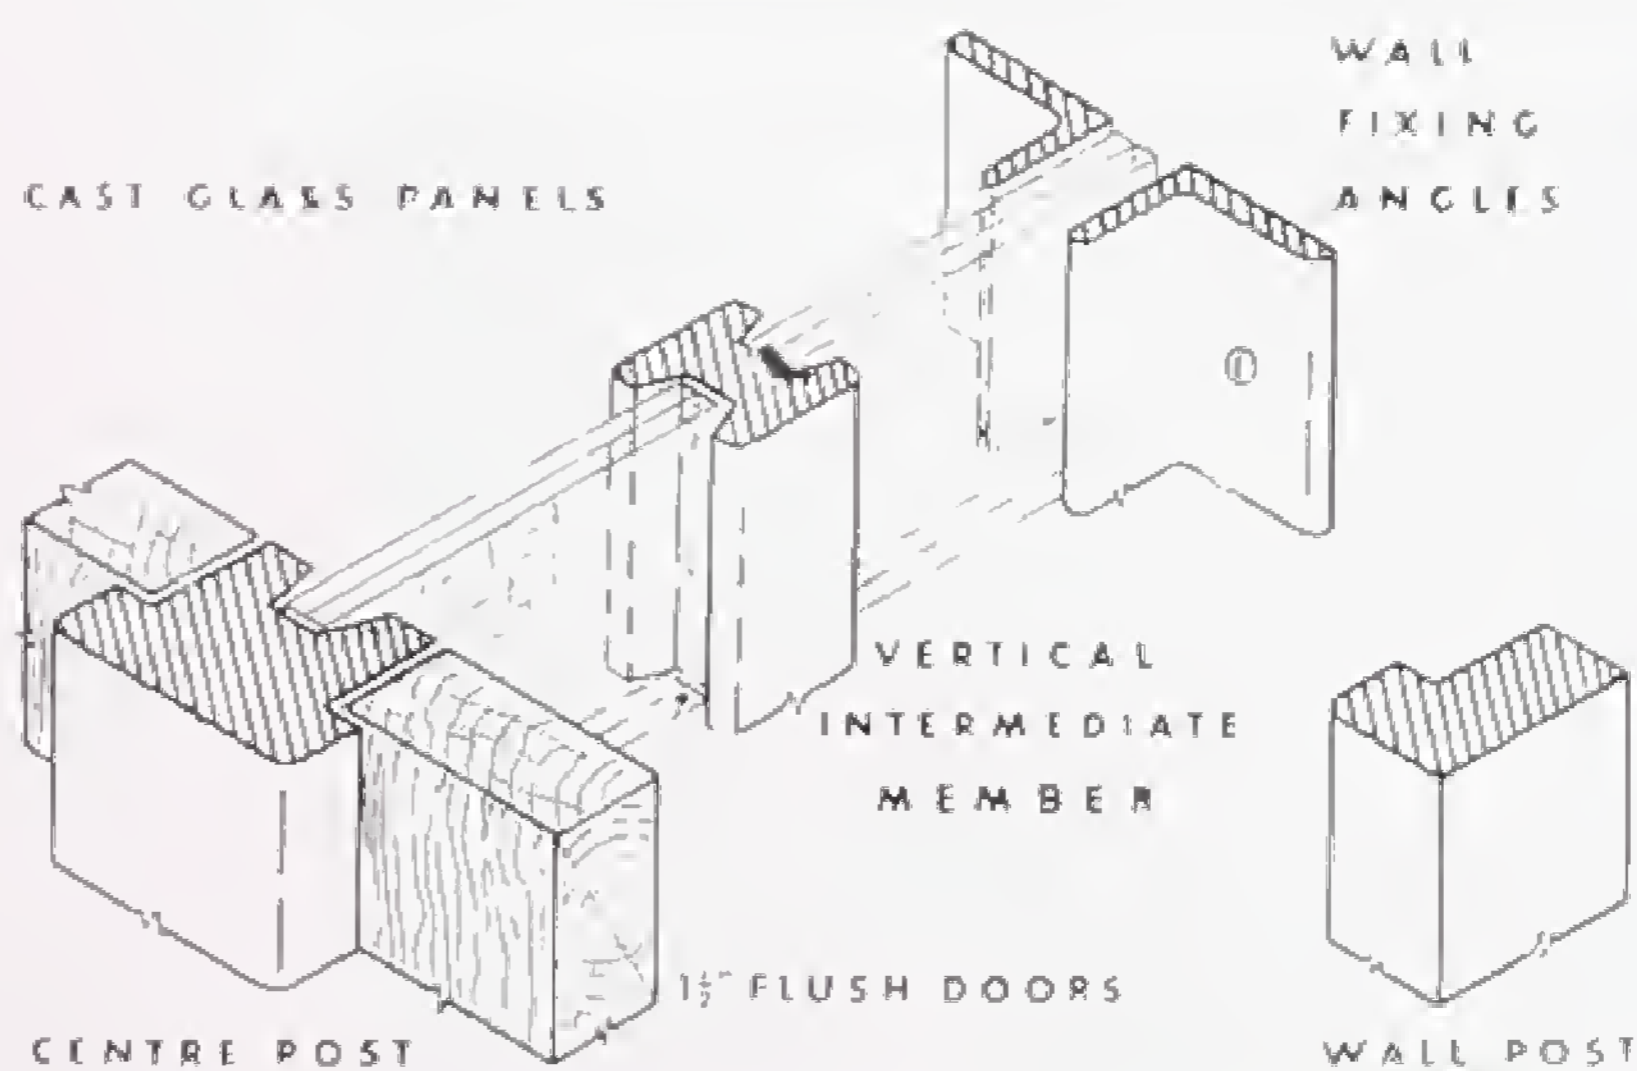 WALL
FIXING
ANGLES
CAST GLASS PANELS
VERTICAL
INTERMEDIATE
MEMBER
1½" FLUSH DOORS
CENTRE POST
WALL POST